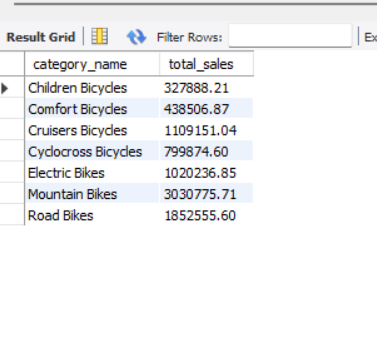 Result Grid Filter Rows: Ex
category_name total_sales
Children Bicycles 327888.21
Comfort Bicycles 438506.87
Cruisers Bicycles 1109151.04
Cyclocross Bicycles 799874.60
Electric Bikes 1020236.85
Mountain Bikes 3030775.71
Road Bikes 1852555.60